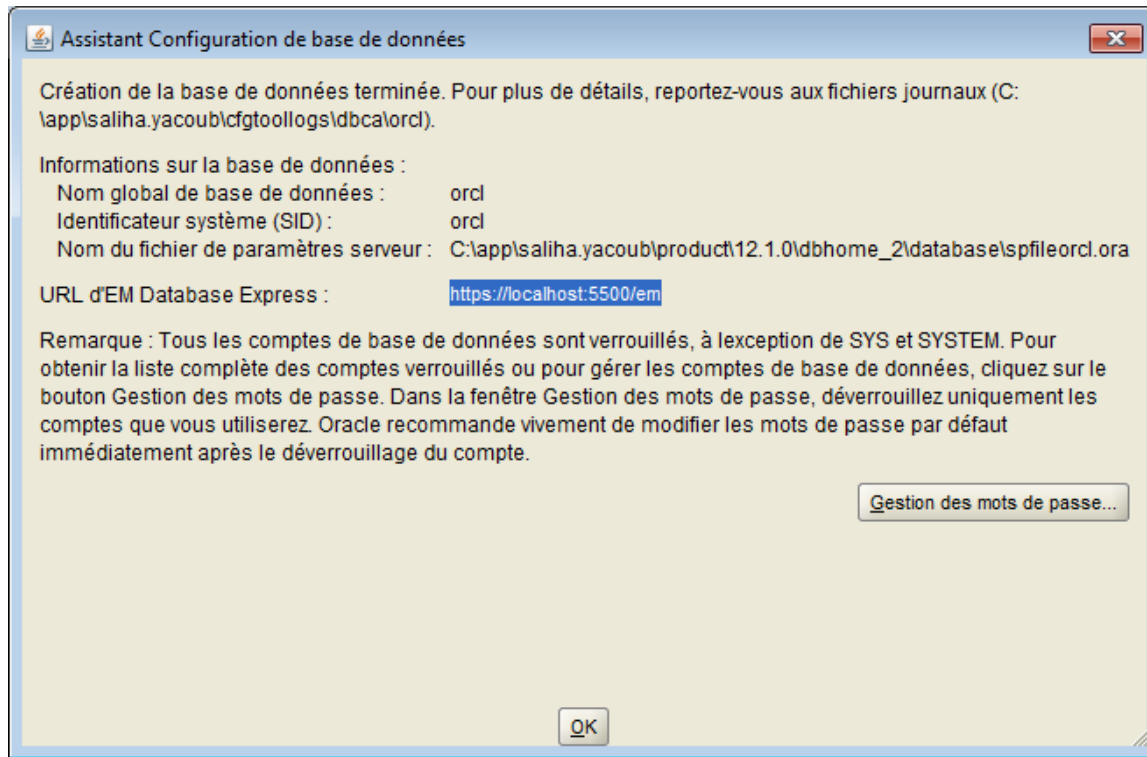 Assistant Configuration de base de données
Création de la base de données terminée. Pour plus de détails, reportez-vous aux fichiers journaux (C:
\app\saliha.yacoub\cfgtoollogs\dbca\orcl).
Informations sur la base de données :
Nom global de base de données : orcl
Identificateur système (SID) : orcl
Nom du fichier de paramètres serveur : C:\app\saliha.yacoub\product\12.1.0\dbhome_2\database\spfileorcl.ora
URL d'EM Database Express : https://localhost:5500/em
Remarque : Tous les comptes de base de données sont verrouillés, à lexception de SYS et SYSTEM. Pour
obtenir la liste complète des comptes verrouillés ou pour gérer les comptes de base de données, cliquez sur le
bouton Gestion des mots de passe. Dans la fenêtre Gestion des mots de passe, déverrouillez uniquement les
comptes que vous utiliserez. Oracle recommande vivement de modifier les mots de passe par défaut
immédiatement après le déverrouillage du compte.
Gestion des mots de passe...
OK